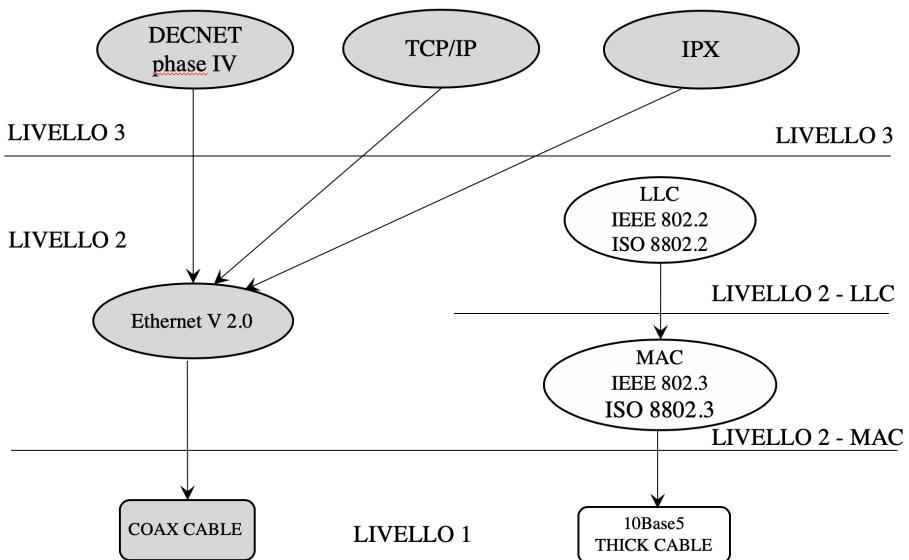 DECNET
phase IV
TCP/IP
IPX
LIVELLO 3
LIVELLO 3
LLC
IEEE 802.2
ISO 8802.2
LIVELLO 2
LIVELLO 2 - LLC
Ethernet V 2.0
MAC
IEEE 802.3
ISO 8802.3
LIVELLO 2 - MAC
COAX CABLE
LIVELLO 1
10Base5
THICK CABLE